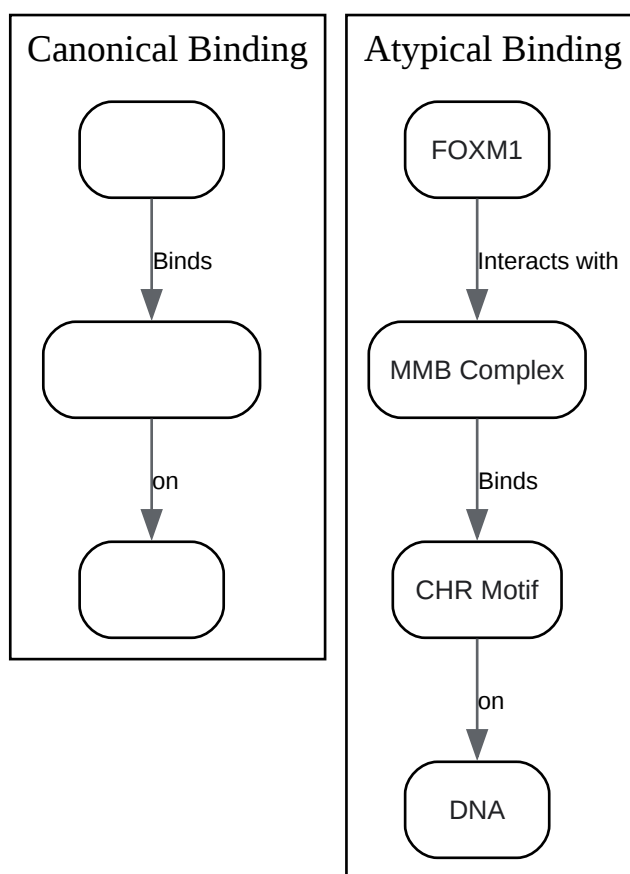 Canonical Binding
Binds
on
Atypical Binding
FOXM1
Interacts with
MMB Complex
Binds
CHR Motif
on
DNA